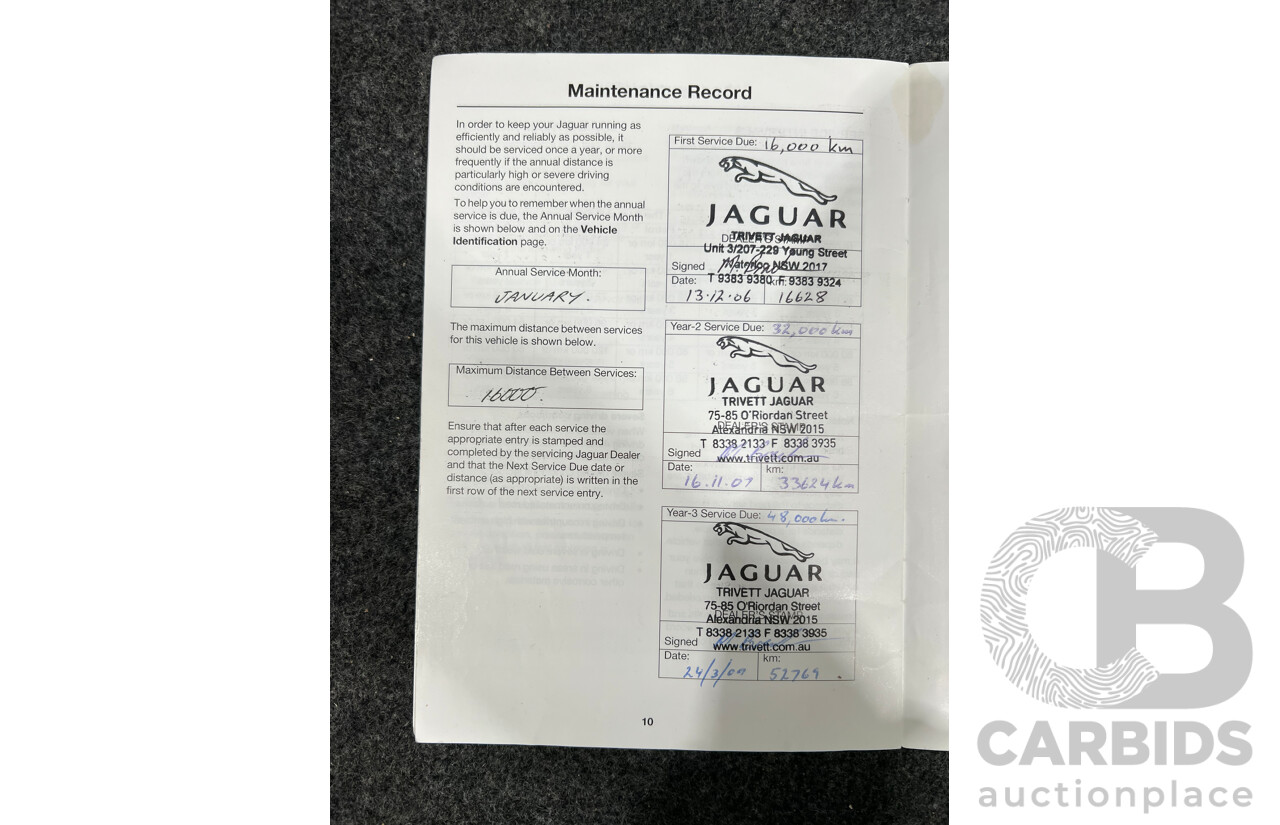 Maintenance Record
In order to keep your Jaguar running as
efficiently and reliably as possible, it
should be serviced once a year, or more
frequently if the annual distance is
particularly high or severe driving
conditions are encountered.
To help you to remember when the annual
service is due, the Annual Service Month
is shown below and on the Vehicle
Identification page.
Annual Service Month:
JANUARY.
The maximum distance between services
for this vehicle is shown below.
Maximum Distance Between Services:
16000.
Ensure that after each service the
appropriate entry is stamped and
completed by the servicing Jaguar Dealer
and that the Next Service Due date or
distance (as appropriate) is written in the
first row of the next service entry.
First Service Due: 16,000 km
JAGUAR
TRIVETT JAGUAR
DEALER'S STAMP
Unit 3/207-229 Young Street
Signed
Waterloo NSW 2017
T 9383 9380 F 9383 9324
Date: km:
13.12.06 16628
Year-2 Service Due: 32,000 km
JAGUAR
TRIVETT JAGUAR
75-85 O'Riordan Street
DEALER'S STAMP
Alexandria NSW 2015
T 8338 2133 F 8338 3935
Signed
www.trivett.com.au
Date: km:
16.11.07 33624 km
Year-3 Service Due: 48,000 km.
JAGUAR
TRIVETT JAGUAR
75-85 O'Riordan Street
DEALER'S STAMP
Alexandria NSW 2015
T 8338 2133 F 8338 3935
Signed
www.trivett.com.au
Date: km:
24/3/09 52769
10
CB
CARBIDS
auctionplace